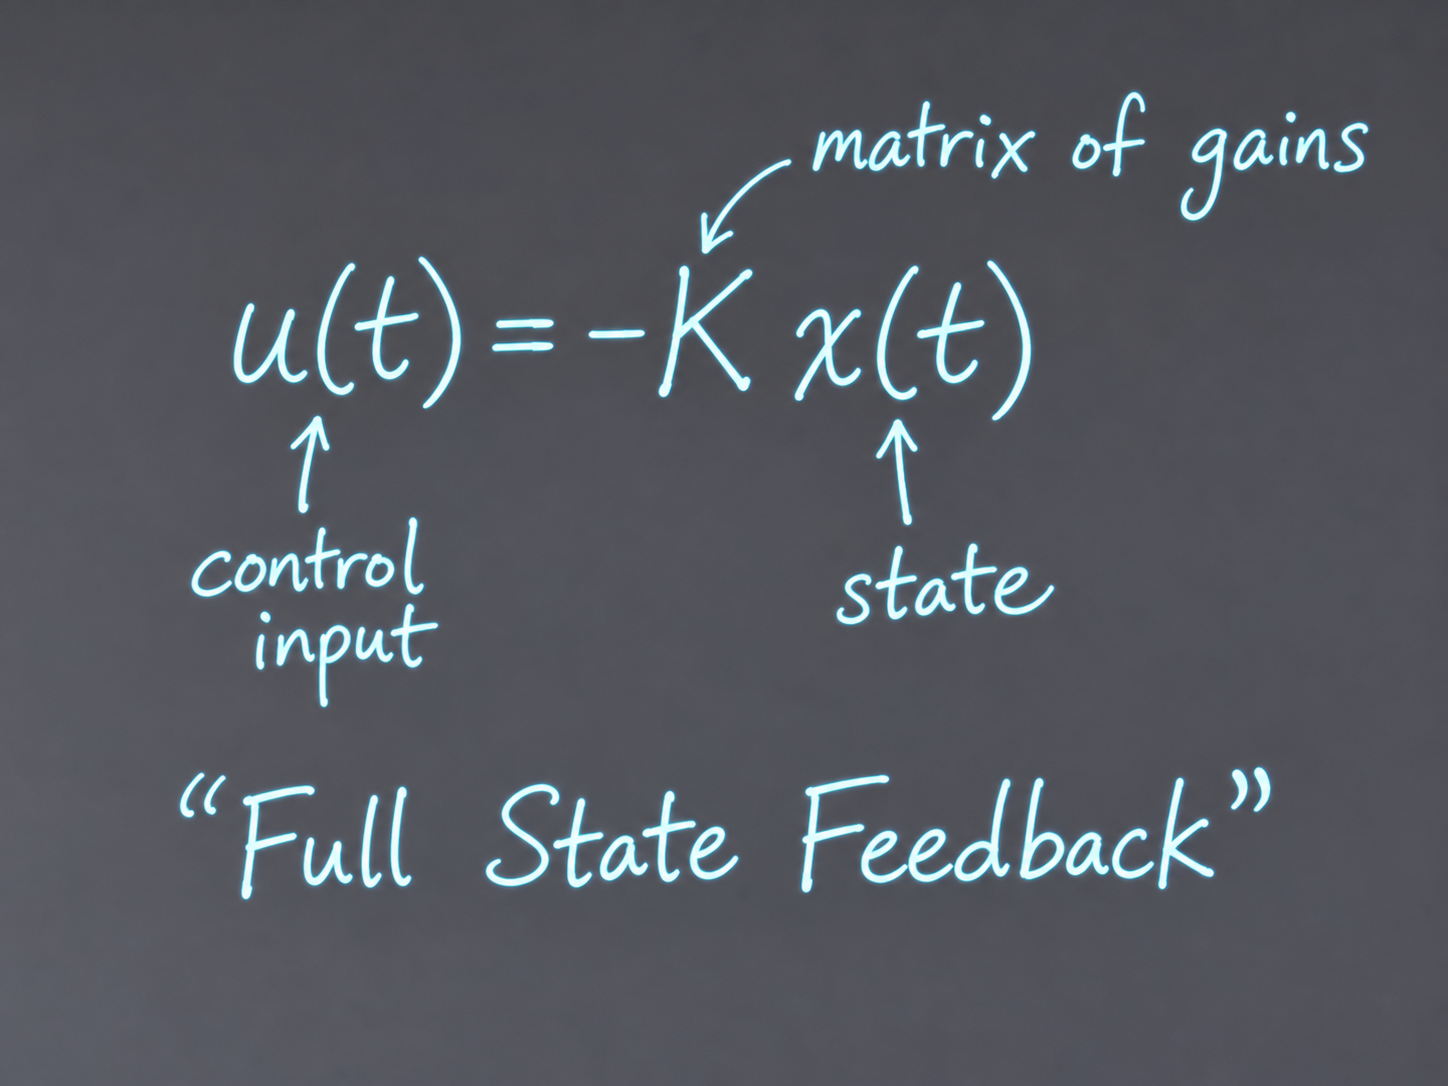 matrix of gains
u(t) = -K x(t)
control
input
state
“Full State Feedback”